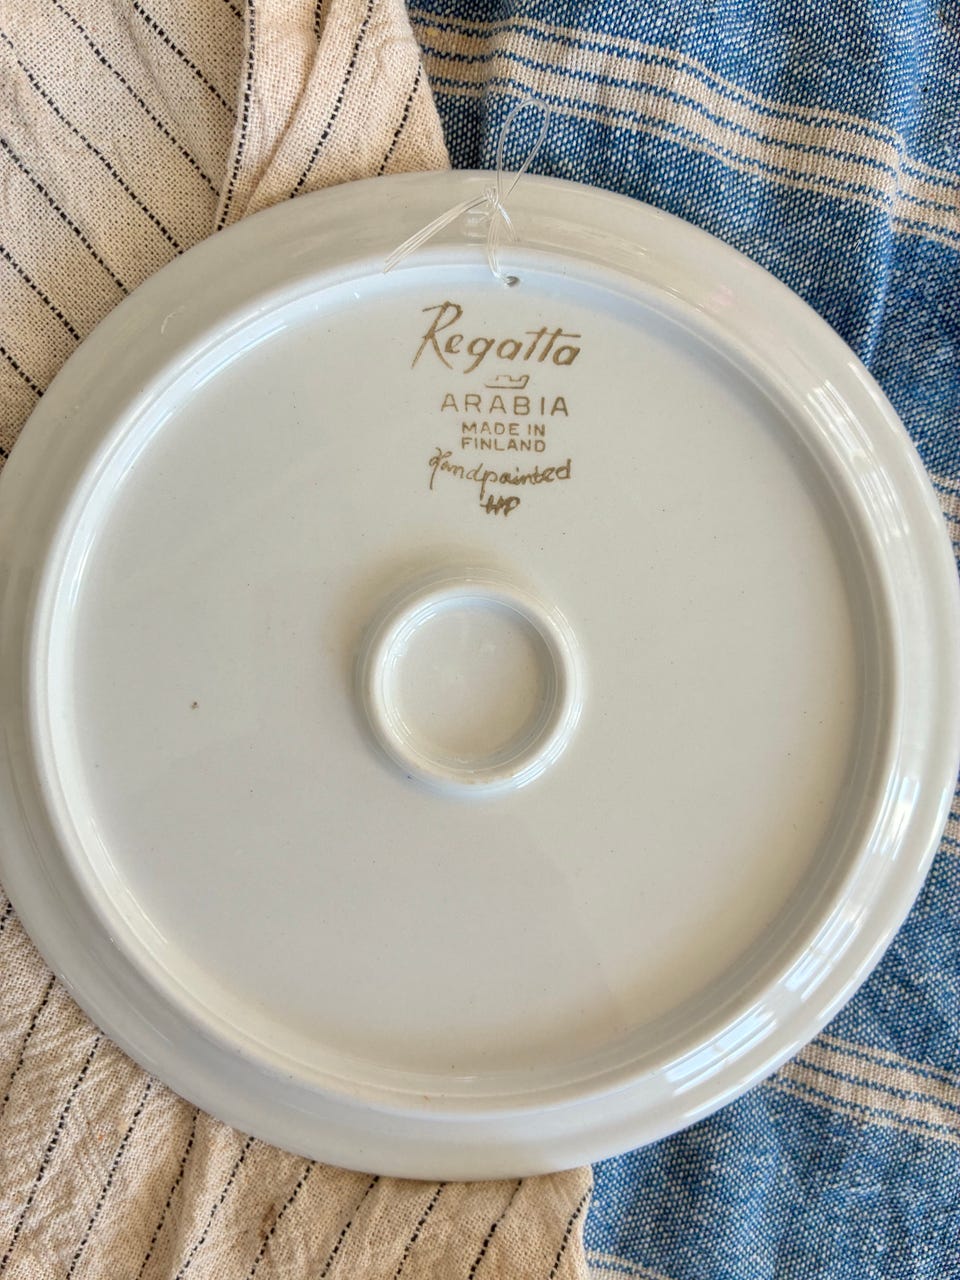 Regatta
ARABIA
MADE IN
FINLAND
Handpainted
HP